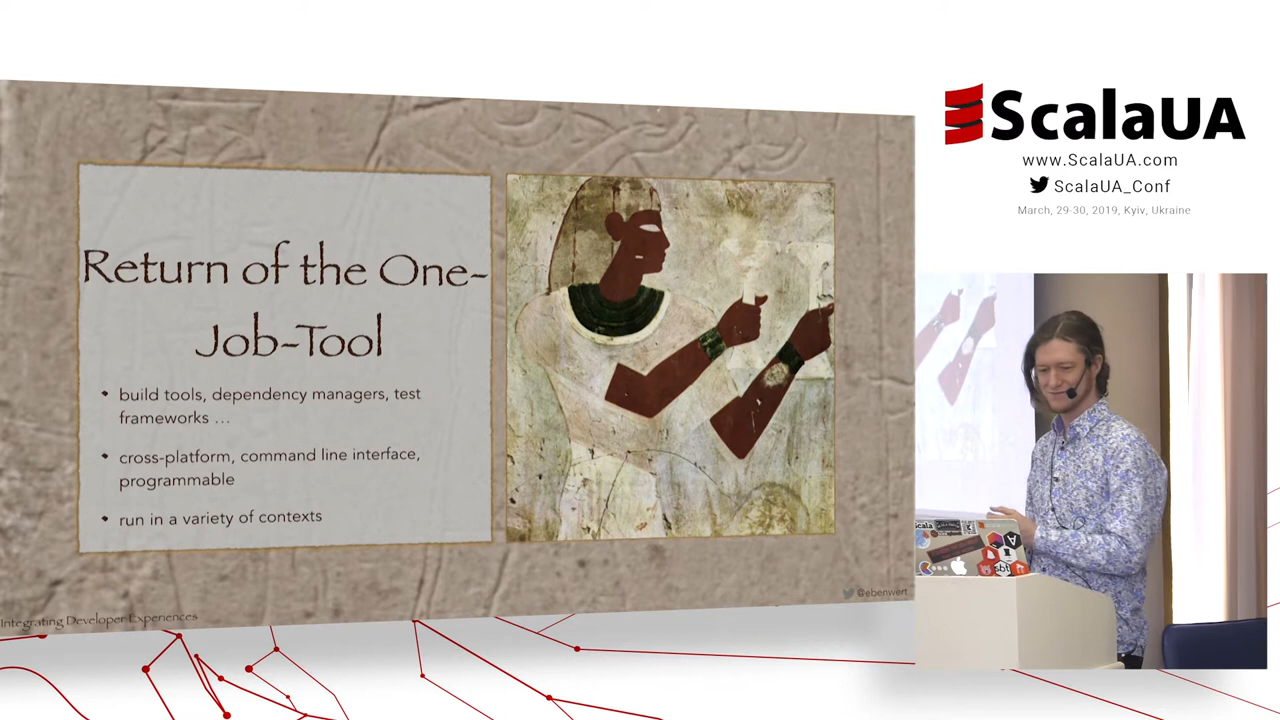 Return of the One-
Job-Tool
build tools, dependency managers, test
frameworks ...
cross-platform, command line interface,
programmable
run in a variety of contexts
Integrating Developer Experiences
@ebenwert
ScalaUA
www.ScalaUA.com
ScalaUA_Conf
March, 29-30, 2019, Kyiv, Ukraine
Scala
sbt